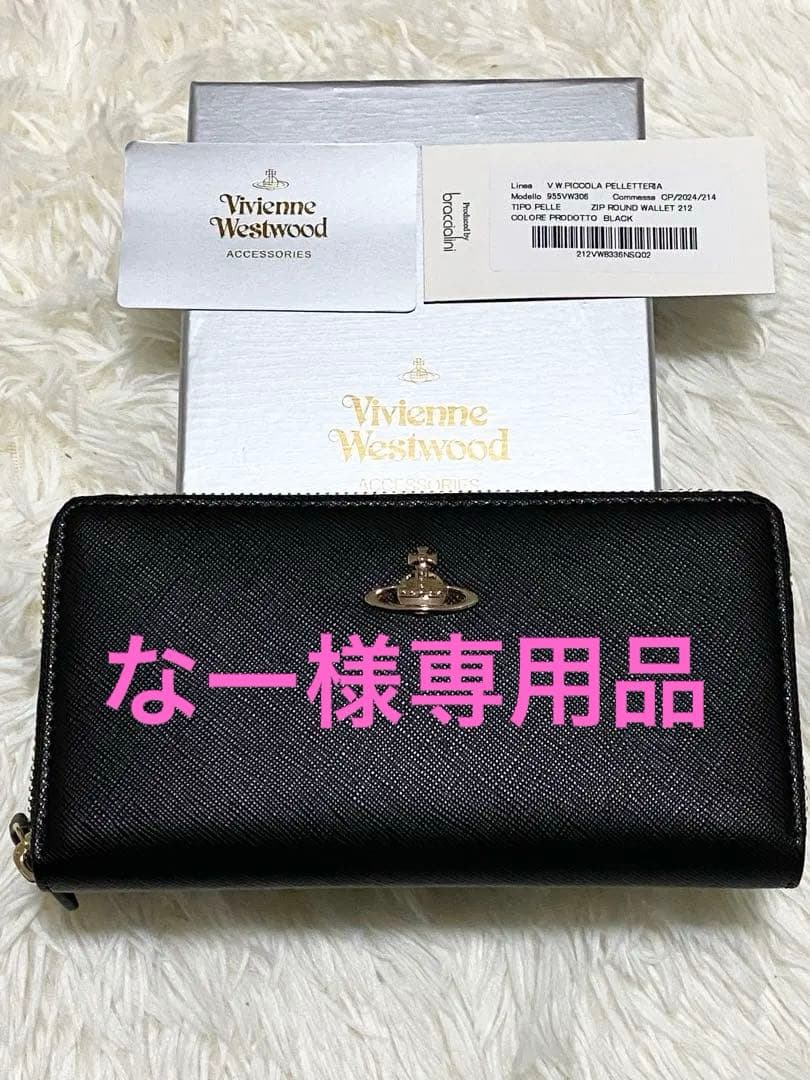 Vivienne
Westwood
ACCESSORIES
Produced by
braccialini
Linea V.W.PICCOLA PELLETTERIA
Modello 955VW306 Commessa CP/2024/214
TIPO PELLE ZIP ROUND WALLET 212
COLORE PRODOTTO BLACK
212VWB336NSQ02
Vivienne
Westwood
ACCESSORIES
なー様専用品